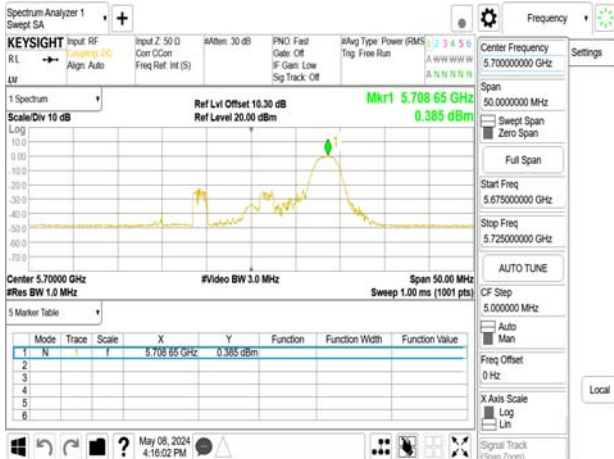 Spectrum Analyzer 1
Swept SA
+
Frequency
KEYSIGHT
RL
Input: RF
Coupling: DC
Align: Auto
Input Z: 50 Ω
Corr CCorr
Freq Ref: Int (S)
#Atten: 30 dB
PNO: Fast
Gate: Off
IF Gain: Low
Sig Track: Off
#Avg Type: Power (RMS
Trig: Free Run
1 2 3 4 5 6
A W W W W W
A N N N N N
Center Frequency
5.700000000 GHz
Settings
Span
50.0000000 MHz
Swept Span
Zero Span
Full Span
Start Freq
5.675000000 GHz
Stop Freq
5.725000000 GHz
AUTO TUNE
CF Step
5.000000 MHz
Auto
Man
Freq Offset
0 Hz
X Axis Scale
Log
Lin
Local
Signal Track
(Span Zoom)
1 Spectrum
Scale/Div 10 dB
Ref Lvl Offset 10.30 dB
Ref Level 20.00 dBm
Mkr1 5.708 65 GHz
0.385 dBm
Log
10.0
0.00
-10.0
-20.0
-30.0
-40.0
-50.0
-60.0
-70.0
1
Center 5.70000 GHz
#Video BW 3.0 MHz
Span 50.00 MHz
#Res BW 1.0 MHz
Sweep 1.00 ms (1001 pts)
5 Marker Table
Mode Trace Scale X Y Function Function Width Function Value
1 N 1 f 5.708 65 GHz 0.385 dBm
2
3
4
5
6
?
May 08, 2024
4:16:02 PM